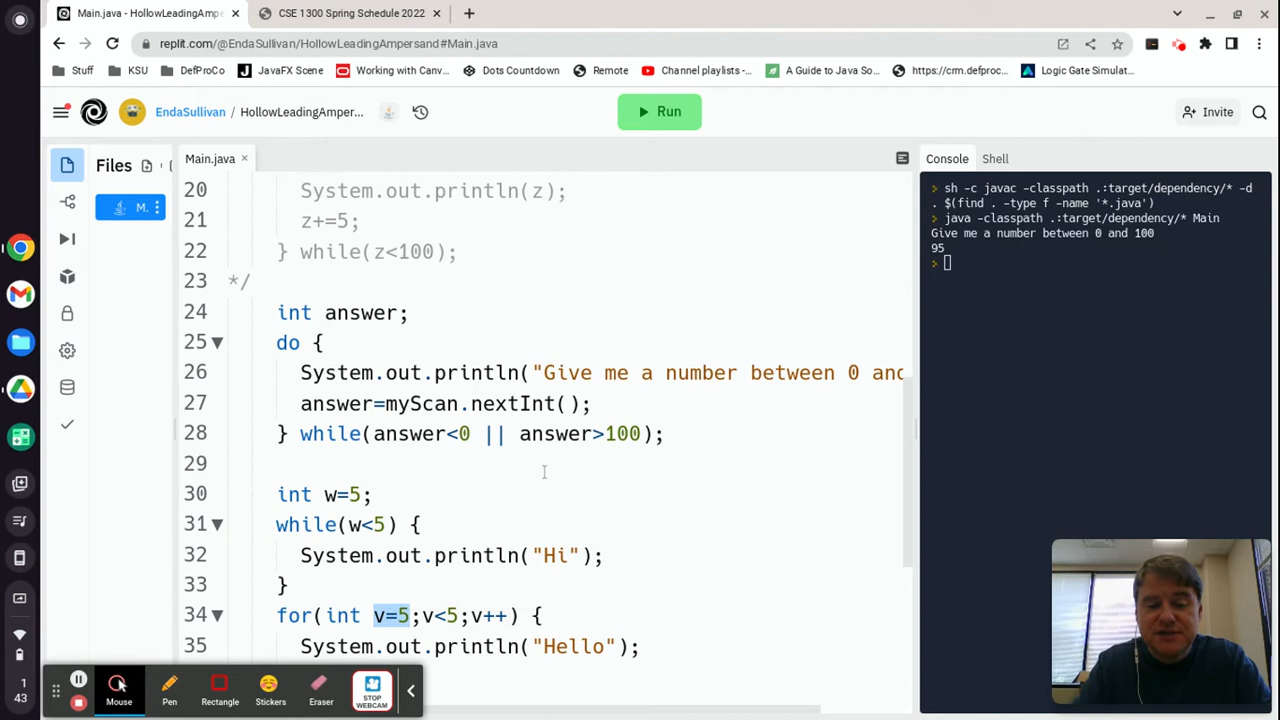 Main.java - HollowLeadingAmpe
CSE 1300 Spring Schedule 2022
replit.com/@EndaSullivan/HollowLeadingAmpersand#Main.java
Stuff
KSU
DefProCo
JavaFX Scene
Working with Canv...
Dots Countdown
Remote
Channel playlists -...
A Guide to Java So...
https://crm.defproc...
Logic Gate Simulat...
EndaSullivan / HollowLeadingAmper...
Run
Invite
Files
M.
Main.java
20 System.out.println(z);
21 z+=5;
22 } while(z<100);
23 */
24 int answer;
25 do {
26 System.out.println("Give me a number between 0 and
27 answer=myScan.nextInt();
28 } while(answer<0 || answer>100);
29
30 int w=5;
31 while(w<5) {
32 System.out.println("Hi");
33 }
34 for(int v=5;v<5;v++) {
35 System.out.println("Hello");
Console
Shell
> sh -c javac -classpath .:target/dependency/* -d
. $(find . -type f -name '*.java')
> java -classpath .:target/dependency/* Main
Give me a number between 0 and 100
95
>
Mouse
Pen
Rectangle
Stickers
Eraser
STOP
WEBCAM
1
43